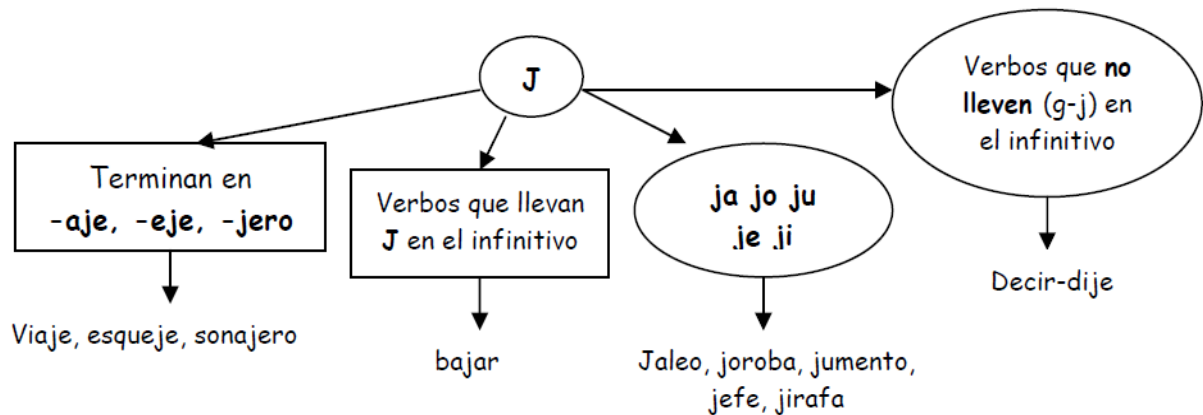 J
Terminan en
-aje, -eje, -jero
Viaje, esqueje, sonajero
Verbos que llevan
J en el infinitivo
bajar
ja jo ju
je ji
Jaleo, joroba, jumento,
jefe, jirafa
Verbos que no
lleven (g-j) en
el infinitivo
Decir-dije